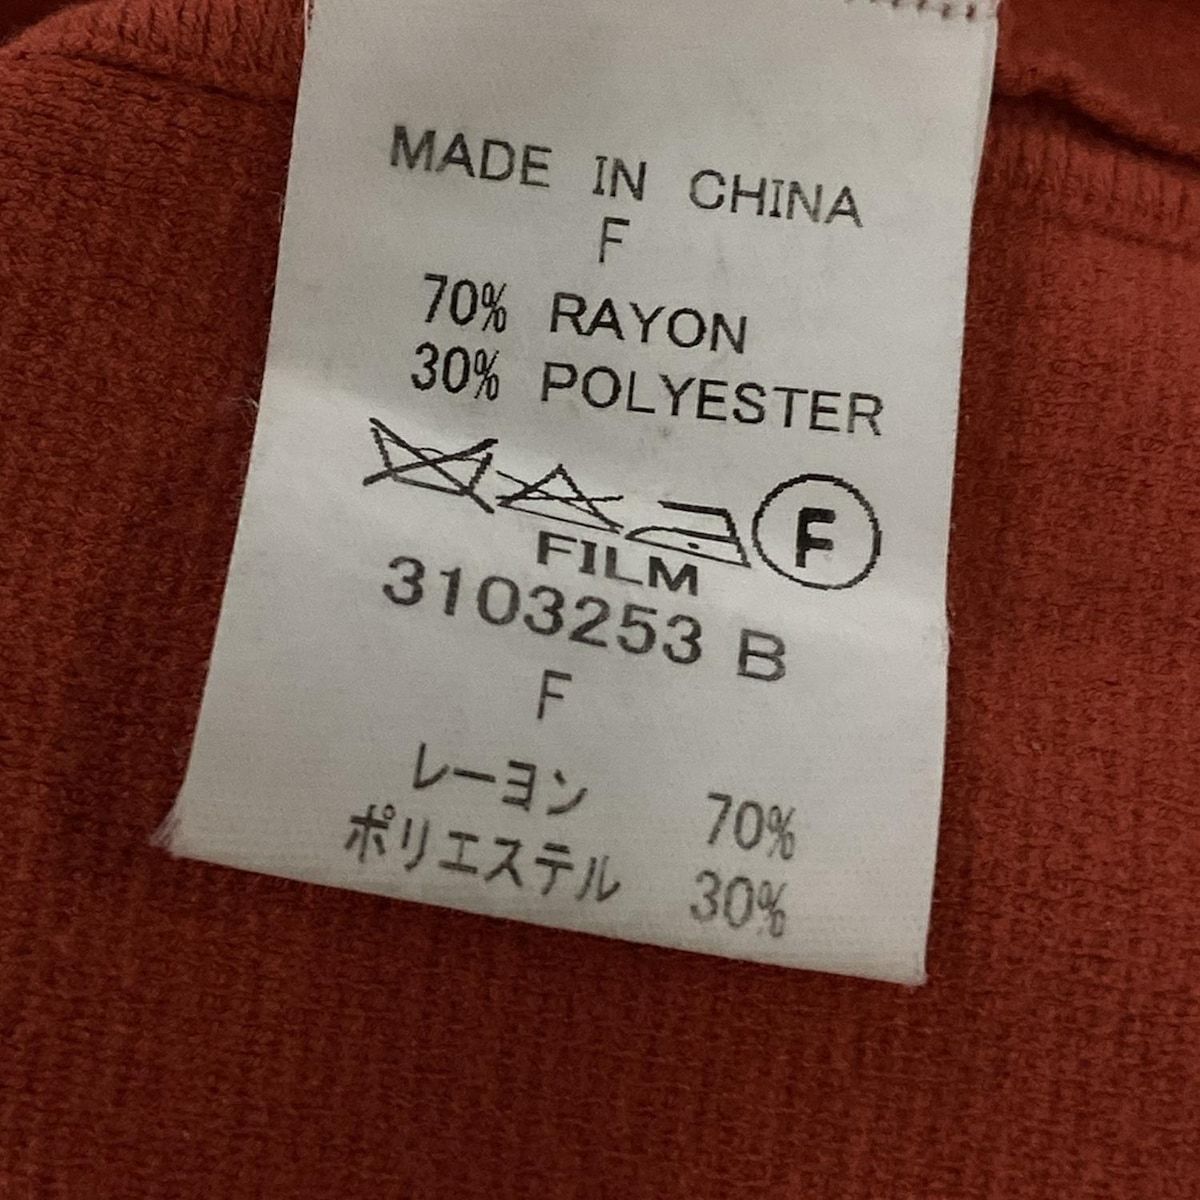 MADE IN CHINA
F
70% RAYON
30% POLYESTER
F
FILM
3103253 B
F
レーヨン 70%
ポリエステル 30%